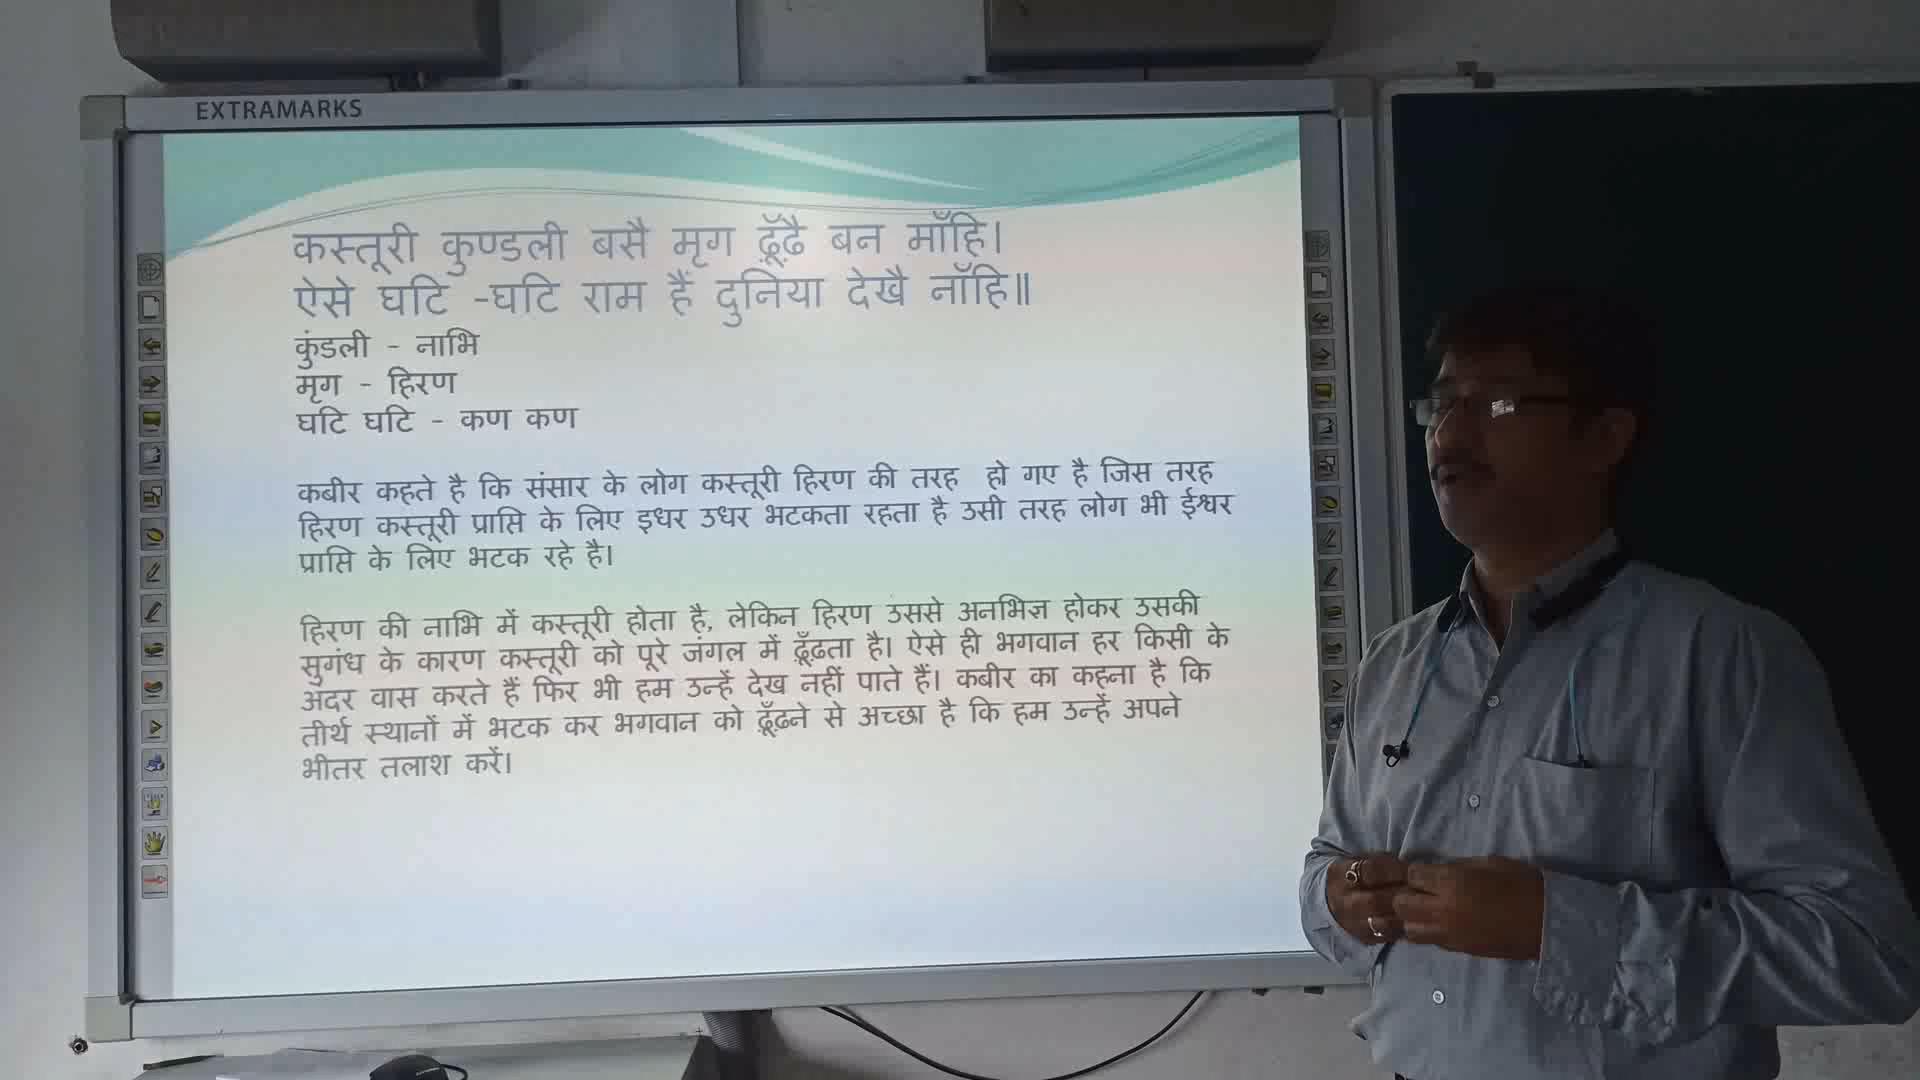 EXTRAMARKS
कस्तूरी कुण्डली बसै मृग ढ़ूँढ़ै बन माँहि।
ऐसे घटि -घटि राम हैं दुनिया देखै नाँहि॥
कुंडली - नाभि
मृग - हिरण
घटि घटि - कण कण
कबीर कहते है कि संसार के लोग कस्तूरी हिरण की तरह हो गए है जिस तरह
हिरण कस्तूरी प्राप्ति के लिए इधर उधर भटकता रहता है उसी तरह लोग भी ईश्वर
प्राप्ति के लिए भटक रहे है।
हिरण की नाभि में कस्तूरी होता है, लेकिन हिरण उससे अनभिज्ञ होकर उसकी
सुगंध के कारण कस्तूरी को पूरे जंगल में ढ़ूँढ़ता है। ऐसे ही भगवान हर किसी के
अंदर वास करते हैं फिर भी हम उन्हें देख नहीं पाते हैं। कबीर का कहना है कि
तीर्थ स्थानों में भटक कर भगवान को ढ़ूँढ़ने से अच्छा है कि हम उन्हें अपने
भीतर तलाश करें।